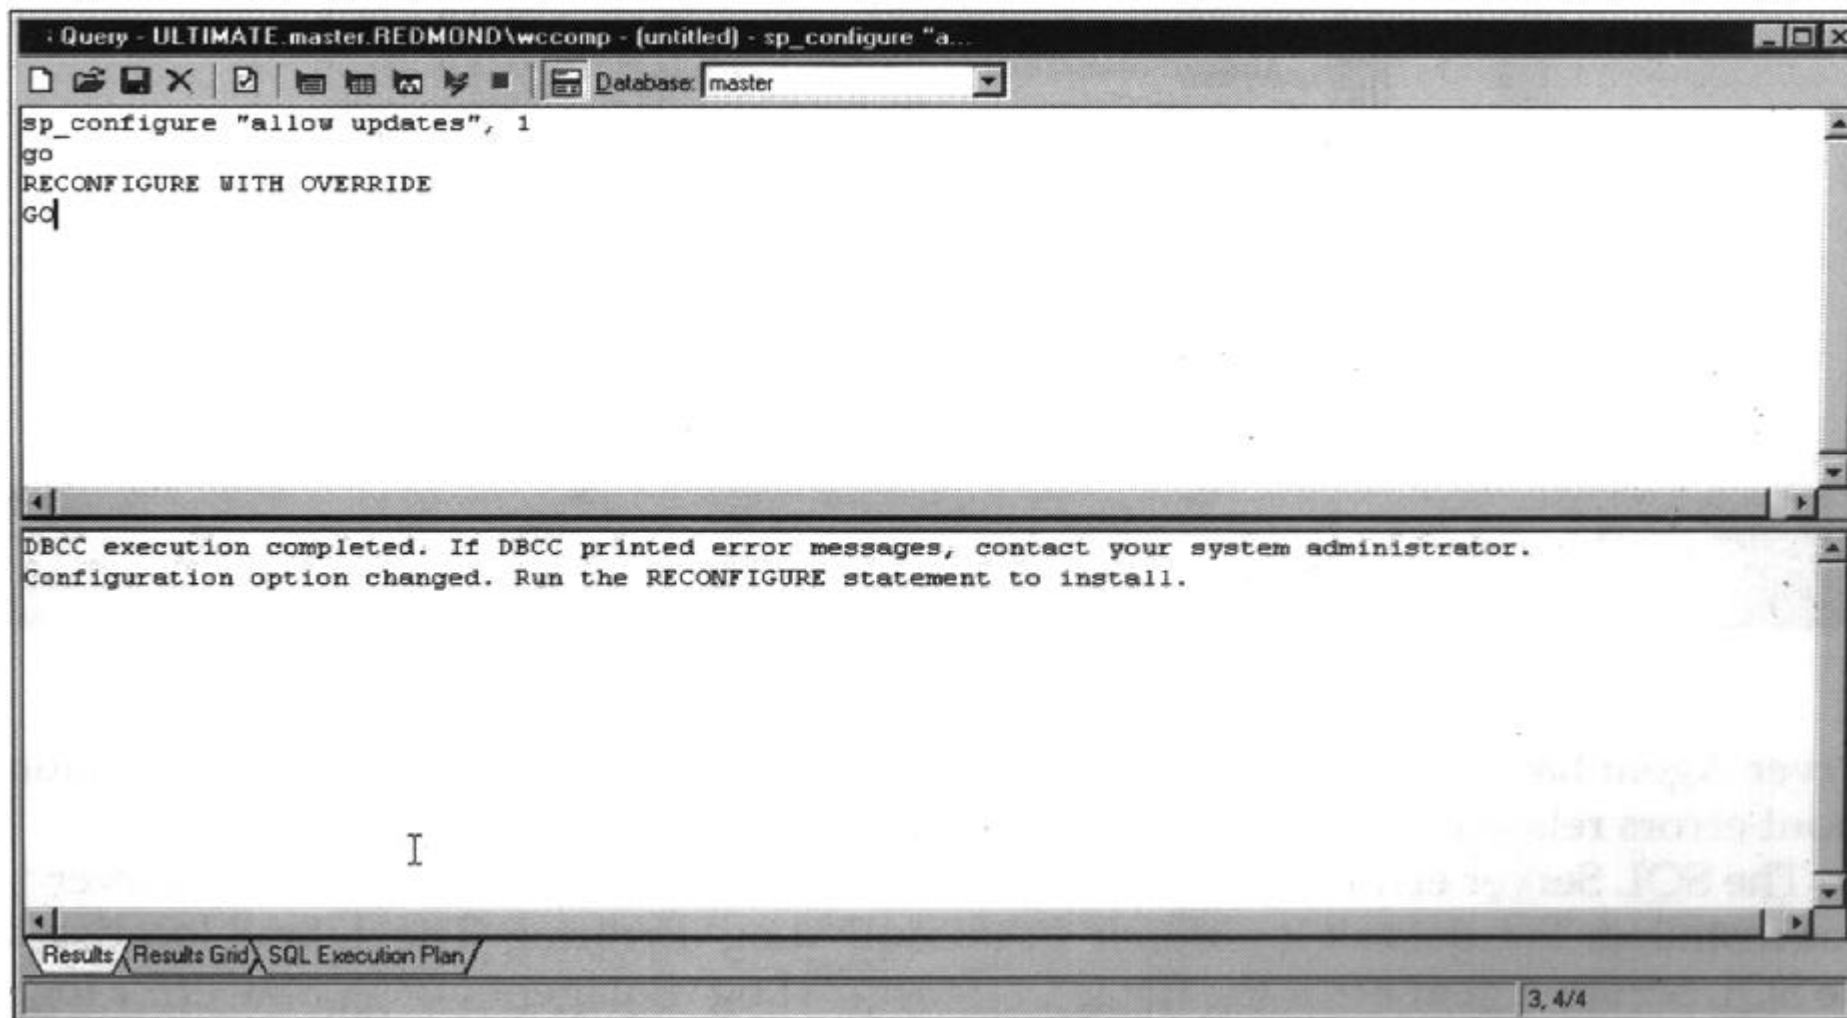 Query - ULTIMATE.master.REDMOND\wccomp - (untitled) - sp_configure "a...
Database: master
sp_configure "allow updates", 1
go
RECONFIGURE WITH OVERRIDE
GO
DBCC execution completed. If DBCC printed error messages, contact your system administrator.
Configuration option changed. Run the RECONFIGURE statement to install.
Results Results Grid SQL Execution Plan
3, 4/4